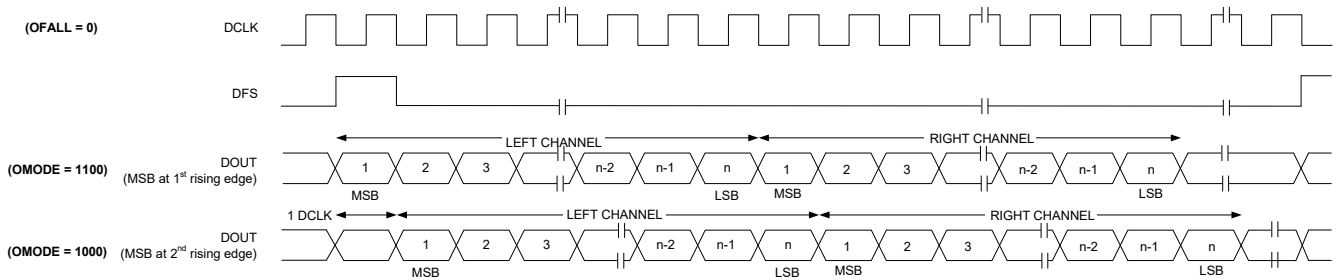 (OFALL = 0) DCLK
DFS
LEFT CHANNEL RIGHT CHANNEL
(OMODE = 1100) DOUT 1 2 3 n-2 n-1 n 1 2 3 n-2 n-1 n
(MSB at 1st rising edge)
MSB LSB MSB LSB
1 DCLK LEFT CHANNEL RIGHT CHANNEL
(OMODE = 1000) DOUT 1 2 3 n-2 n-1 n 1 2 3 n-2 n-1 n
(MSB at 2nd rising edge)
MSB LSB MSB LSB